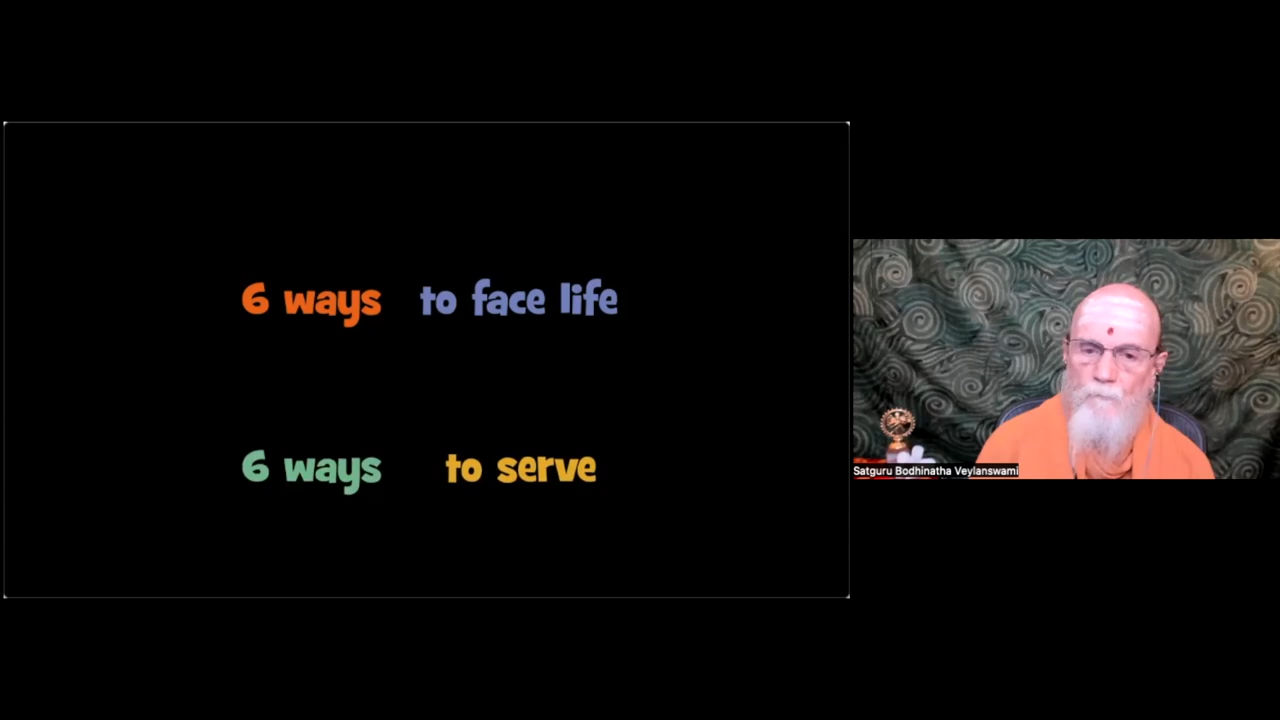 6 ways to face life
6 ways to serve
Satguru Bodhinatha Veylanswami